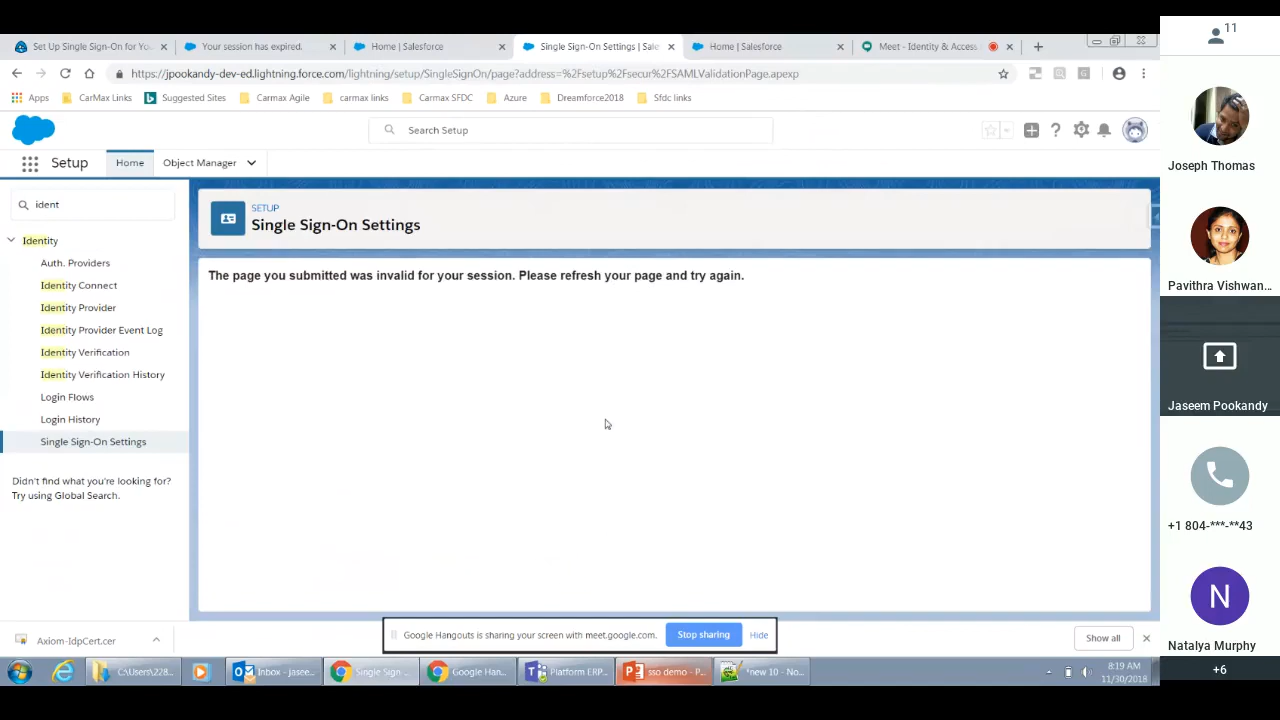 Set Up Single Sign-On for Yo
Your session has expired.
Home | Salesforce
Single Sign-On Settings | Sale
Home | Salesforce
Meet - Identity & Access
https://jpookandy-dev-ed.lightning.force.com/lightning/setup/SingleSignOn/page?address=%2Fsetup%2Fsecur%2FSAMLValidationPage.apexp
Apps
CarMax Links
Suggested Sites
Carmax Agile
carmax links
Carmax SFDC
Azure
Dreamforce2018
Sfdc links
Search Setup
Setup
Home
Object Manager
ident
Identity
Auth. Providers
Identity Connect
Identity Provider
Identity Provider Event Log
Identity Verification
Identity Verification History
Login Flows
Login History
Single Sign-On Settings
Didn't find what you're looking for?
Try using Global Search.
SETUP
Single Sign-On Settings
The page you submitted was invalid for your session. Please refresh your page and try again.
Axiom-IdpCert.cer
Google Hangouts is sharing your screen with meet.google.com.
Stop sharing
Hide
Show all
C:\Users\228...
Inbox - jasee...
Single Sign-...
Google Han...
Platform ERP...
sso demo - P...
*new 10 - No...
8:19 AM
11/30/2018
11
Joseph Thomas
Pavithra Vishwan...
Jaseem Pookandy
+1 804-***-**43
N
Natalya Murphy
+6